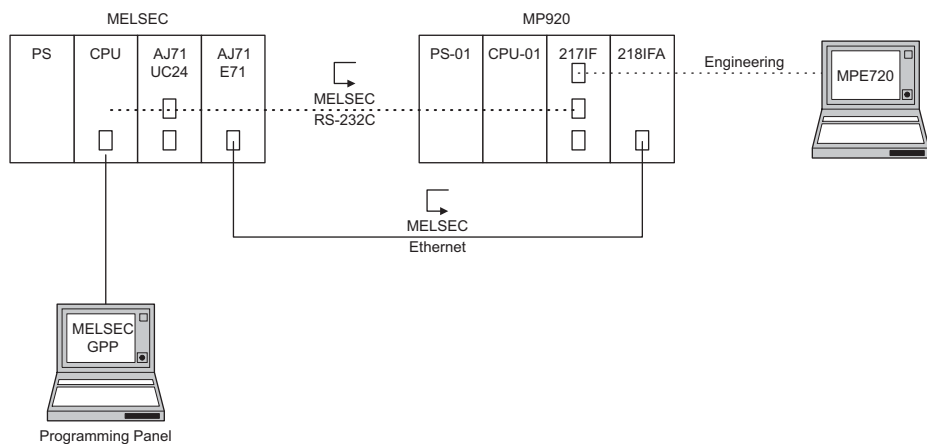 MELSEC
MP920
PS
CPU
AJ71
UC24
AJ71
E71
MELSEC
RS-232C
PS-01
CPU-01
217IF
218IFA
Engineering
MPE720
MELSEC
Ethernet
MELSEC
GPP
Programming Panel